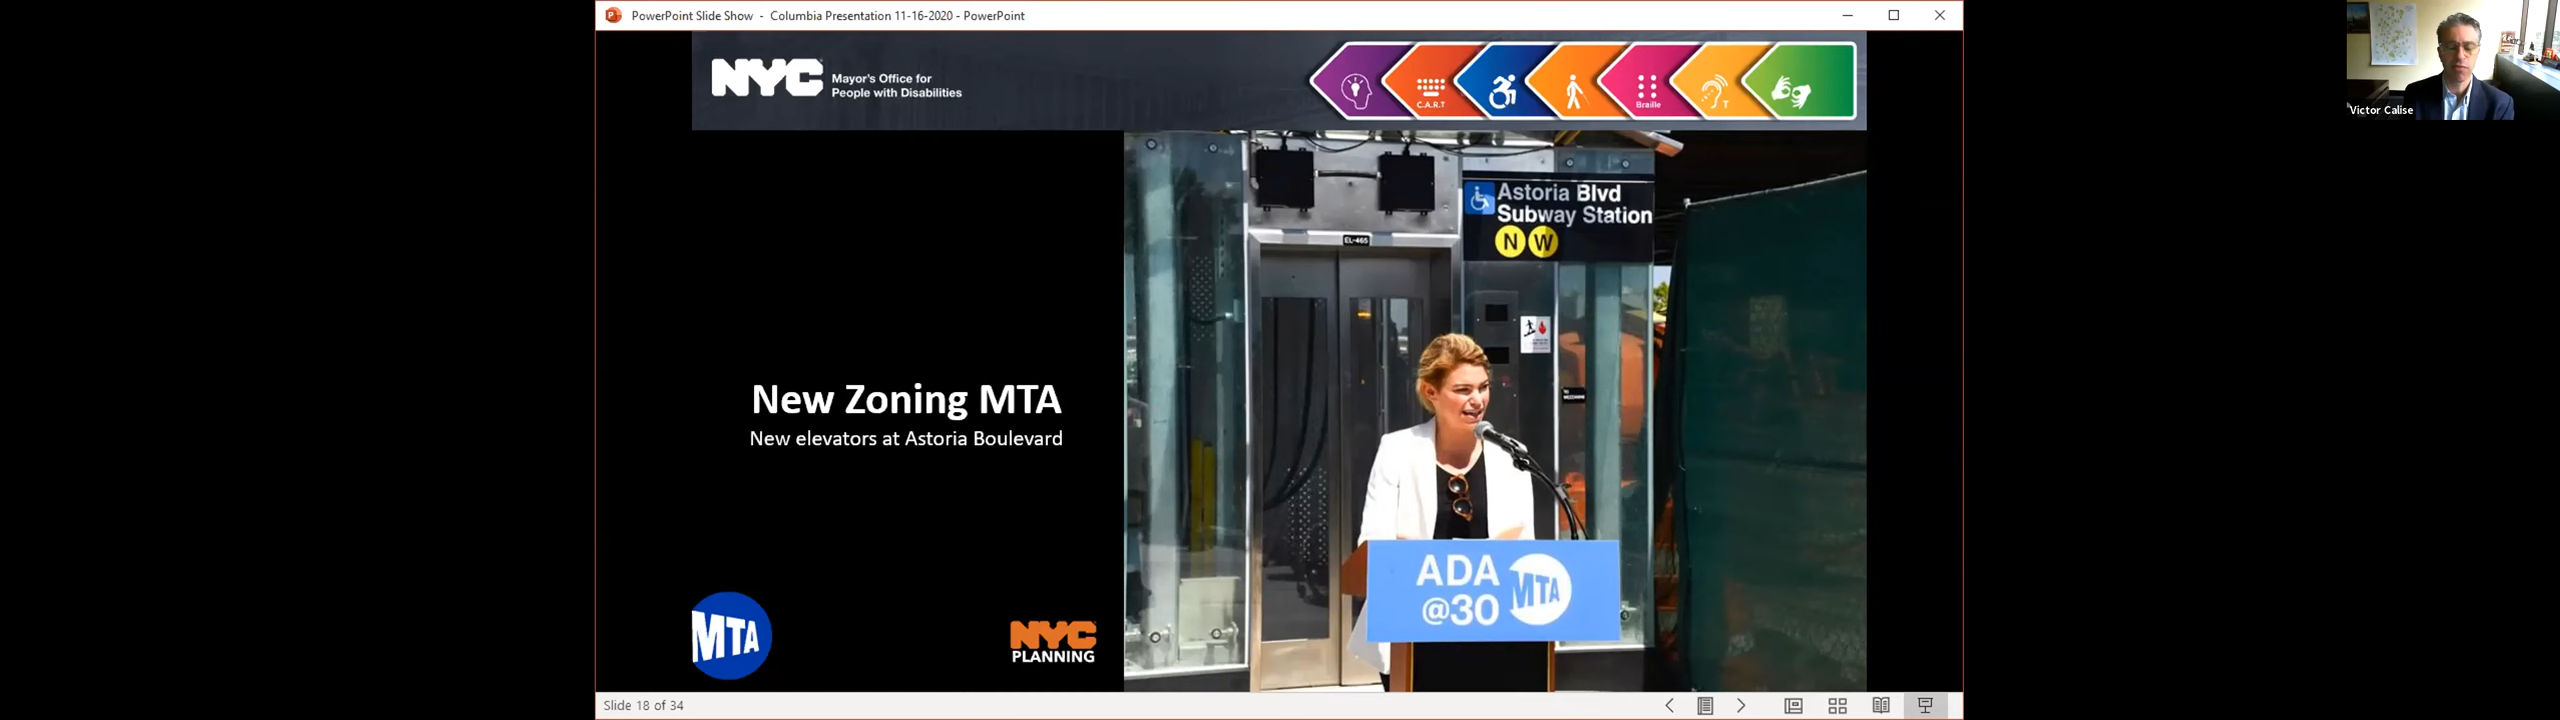 PowerPoint Slide Show - Columbia Presentation 11-16-2020 - PowerPoint
NYC
Mayor's Office for
People with Disabilities
C.A.R.T
Braille
T
Victor Calise
Astoria Blvd
Subway Station
N W
EL-465
New Zoning MTA
New elevators at Astoria Boulevard
ADA
@30
MTA
MTA
NYC
PLANNING
Slide 18 of 34